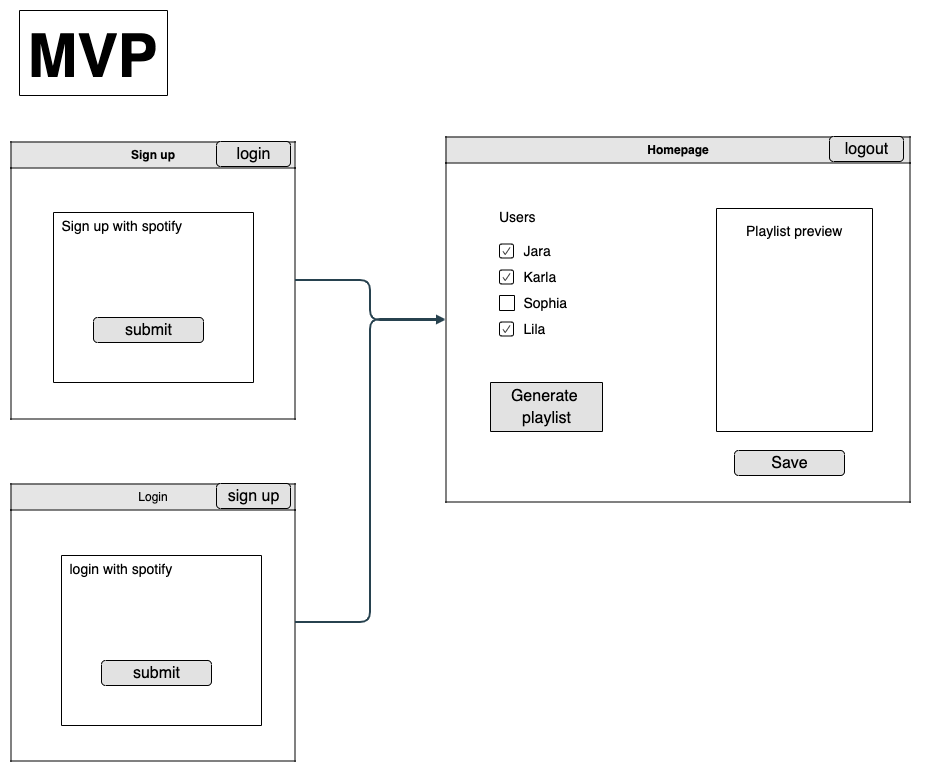 MVP
Sign up
login
Sign up with spotify
submit
Login
sign up
login with spotify
submit
Homepage
logout
Users
Jara
Karla
Sophia
Lila
Generate
playlist
Playlist preview
Save